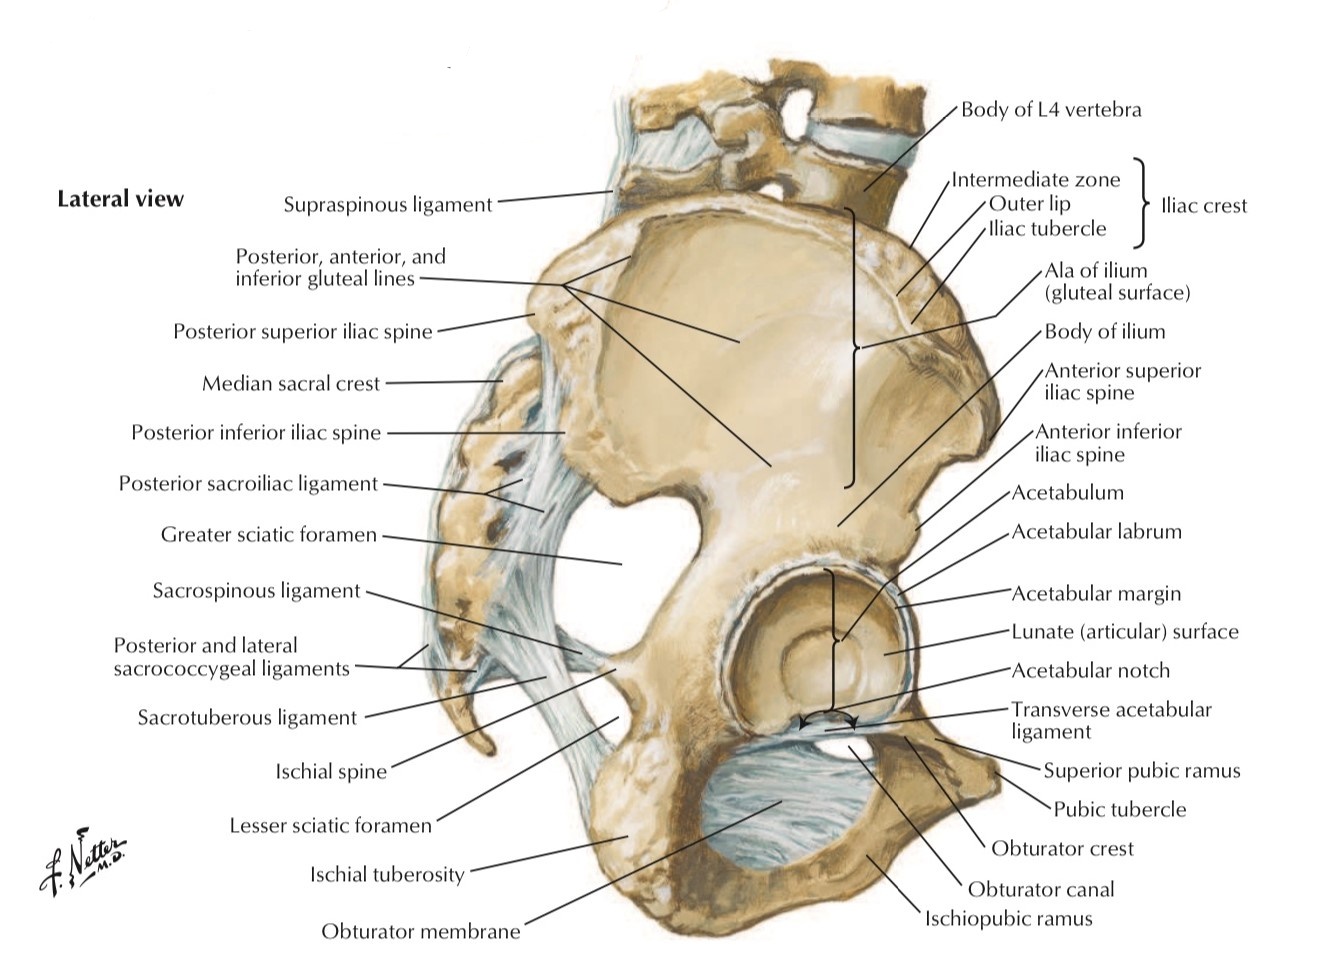 Lateral view
Supraspinous ligament
Posterior, anterior, and
inferior gluteal lines
Posterior superior iliac spine
Median sacral crest
Posterior inferior iliac spine
Posterior sacroiliac ligament
Greater sciatic foramen
Sacrospinous ligament
Posterior and lateral
sacrococcygeal ligaments
Sacrotuberous ligament
Ischial spine
Lesser sciatic foramen
Ischial tuberosity
Obturator membrane
Body of L4 vertebra
Intermediate zone
Outer lip
Iliac tubercle
Iliac crest
Ala of ilium
(gluteal surface)
Body of ilium
Anterior superior
iliac spine
Anterior inferior
iliac spine
Acetabulum
Acetabular labrum
Acetabular margin
Lunate (articular) surface
Acetabular notch
Transverse acetabular
ligament
Superior pubic ramus
Pubic tubercle
Obturator crest
Obturator canal
Ischiopubic ramus
F. Netter
M.D.